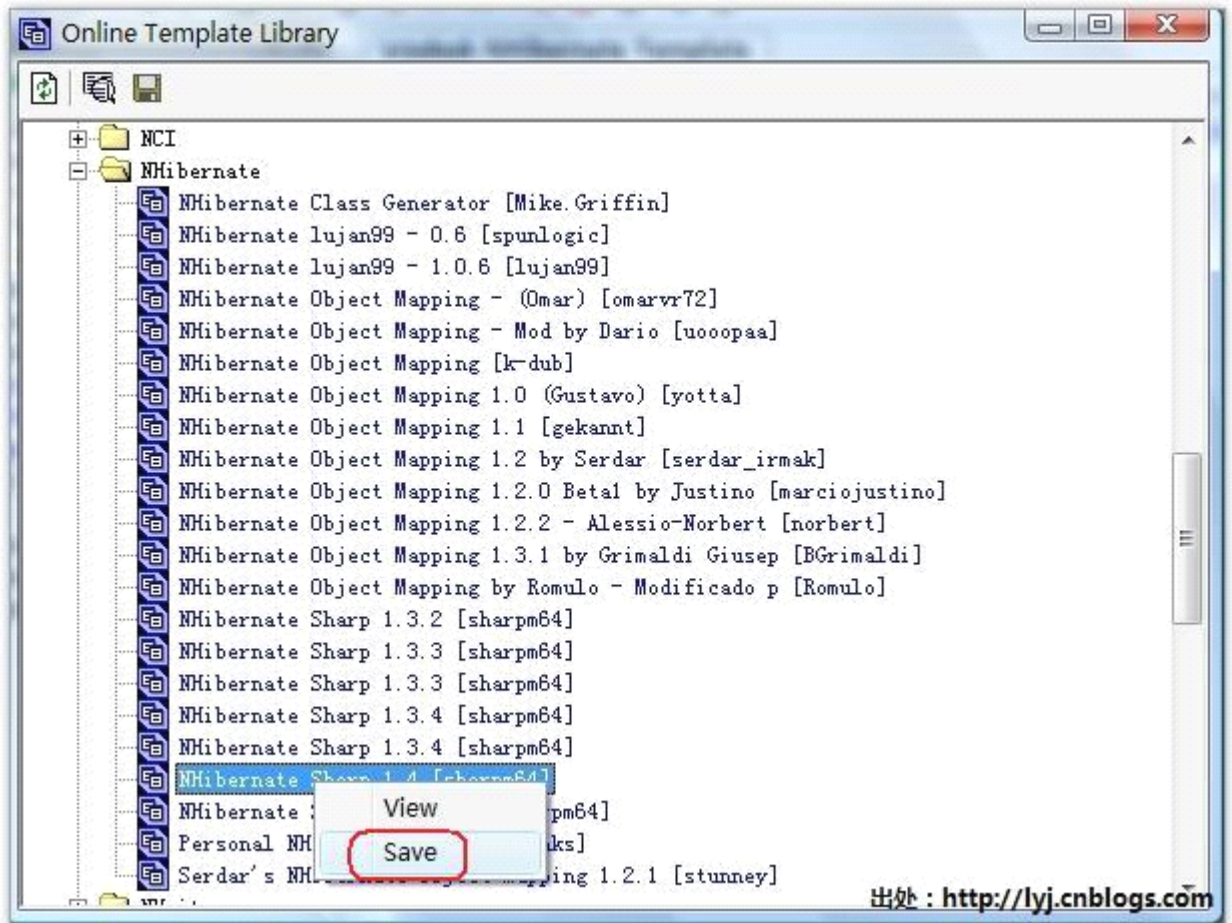 Online Template Library
NCI
NHibernate
NHibernate Class Generator [Mike.Griffin]
NHibernate lujan99 - 0.6 [spunlogic]
NHibernate lujan99 - 1.0.6 [lujan99]
NHibernate Object Mapping - (Omar) [omarvr72]
NHibernate Object Mapping - Mod by Dario [uooopaa]
NHibernate Object Mapping [k-dub]
NHibernate Object Mapping 1.0 (Gustavo) [yotta]
NHibernate Object Mapping 1.1 [gekannt]
NHibernate Object Mapping 1.2 by Serdar [serdar_irmak]
NHibernate Object Mapping 1.2.0 Beta1 by Justino [marciojustino]
NHibernate Object Mapping 1.2.2 - Alessio-Norbert [norbert]
NHibernate Object Mapping 1.3.1 by Grimaldi Giusep [BGrimaldi]
NHibernate Object Mapping by Romulo - Modificado p [Romulo]
NHibernate Sharp 1.3.2 [sharpm64]
NHibernate Sharp 1.3.3 [sharpm64]
NHibernate Sharp 1.3.3 [sharpm64]
NHibernate Sharp 1.3.4 [sharpm64]
NHibernate Sharp 1.3.4 [sharpm64]
NHibernate Sharp 1.4 [sharpm64]
NHibernate pm64]
View
Personal NH ks]
Save
Serdar's NH mapping 1.2.1 [stunney]
出处：http://lyj.cnblogs.com